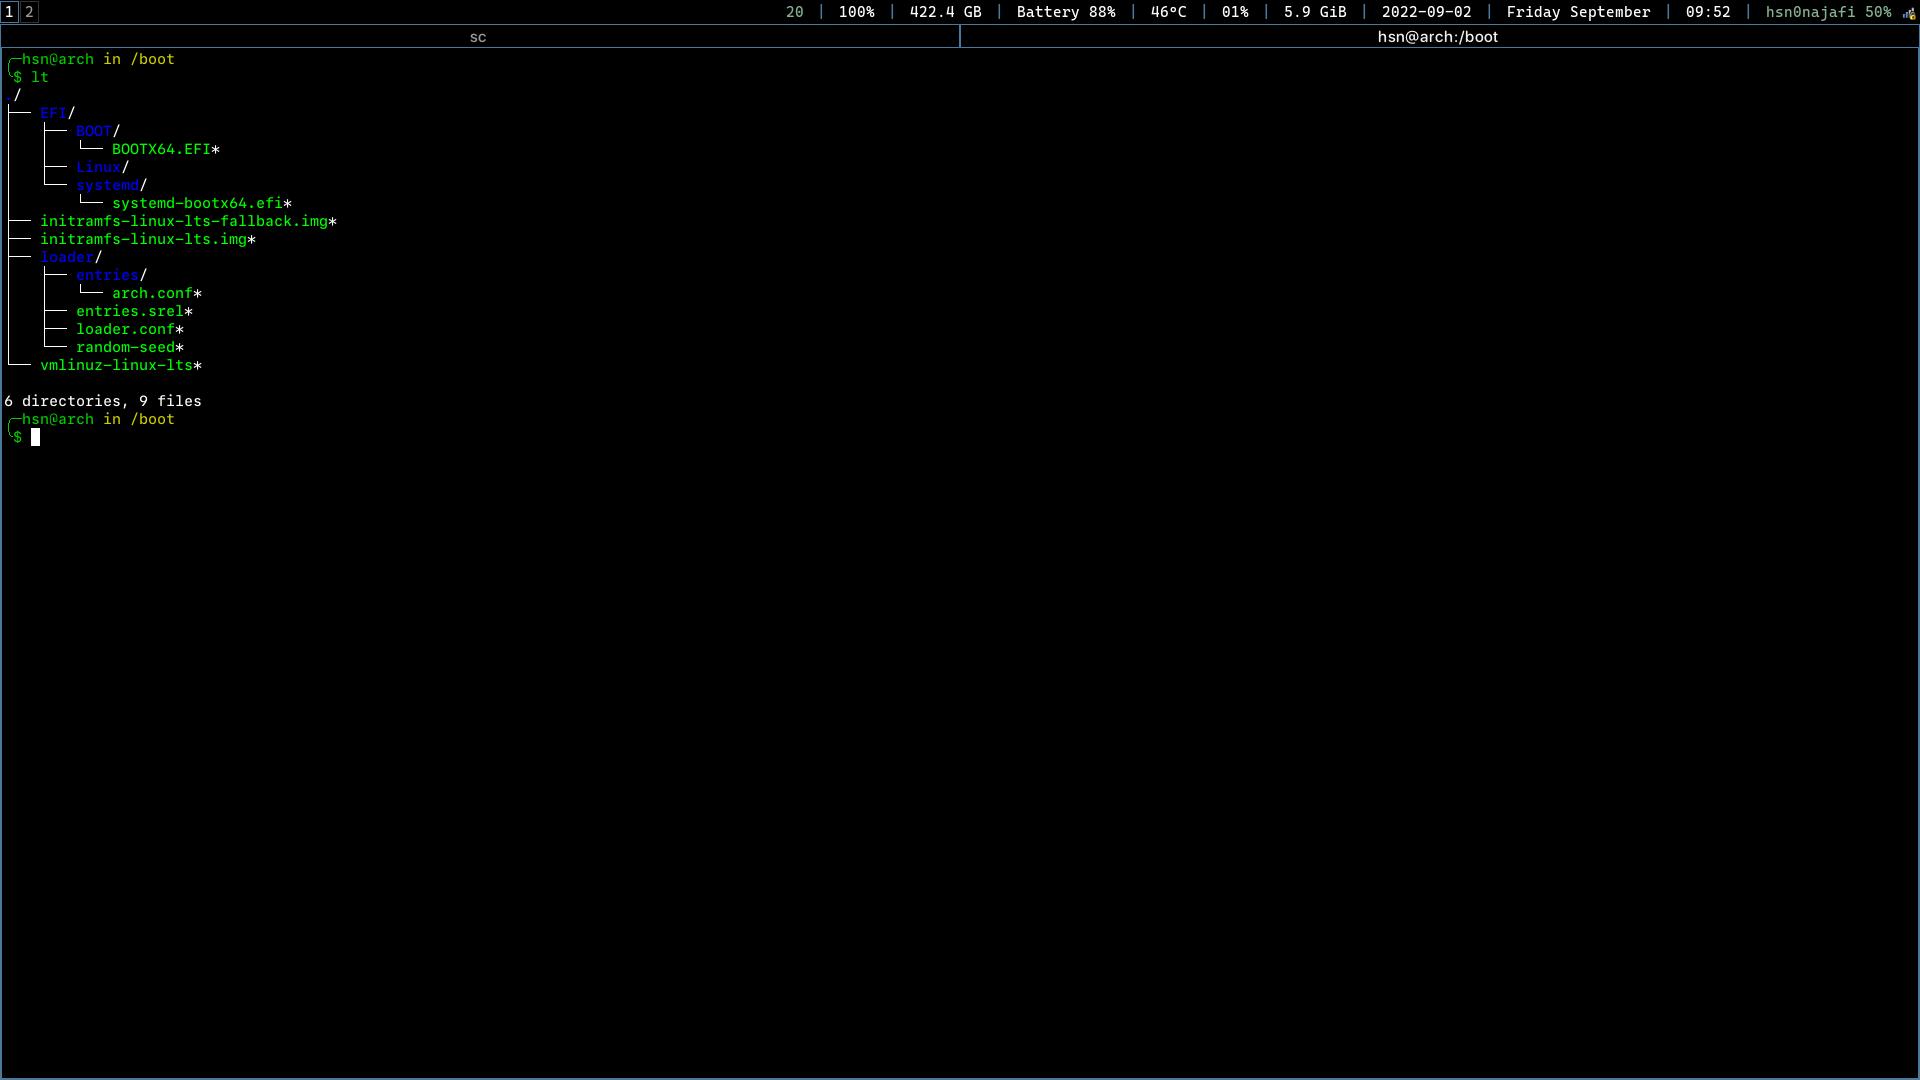 1 2 20 | 100% | 422.4 GB | Battery 88% | 46°C | 01% | 5.9 GiB | 2022-09-02 | Friday September | 09:52 | hsn0najafi 50%
sc hsn@arch:/boot
╭─hsn@arch in /boot
╰$ lt
./
├── EFI/
│   ├── BOOT/
│   │   └── BOOTX64.EFI*
│   ├── Linux/
│   └── systemd/
│       └── systemd-bootx64.efi*
├── initramfs-linux-lts-fallback.img*
├── initramfs-linux-lts.img*
├── loader/
│   ├── entries/
│   │   └── arch.conf*
│   ├── entries.srel*
│   ├── loader.conf*
│   └── random-seed*
└── vmlinuz-linux-lts*
6 directories, 9 files
╭─hsn@arch in /boot
╰$